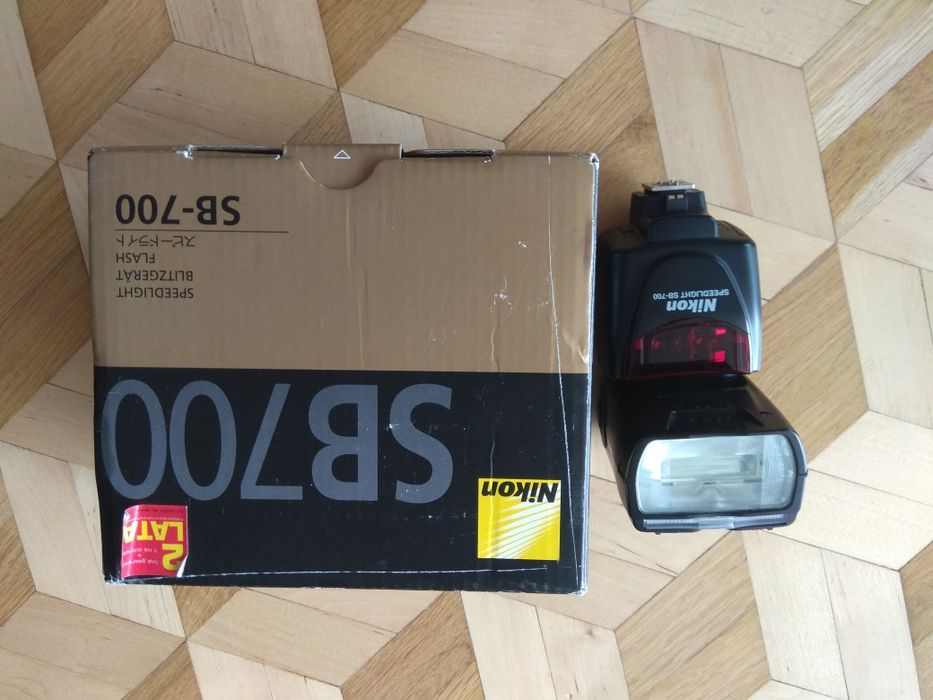 SB-700
スピードライト
FLASH
BLITZGERÄT
SPEEDLIGHT
SB700
Nikon
2
LATA
Nikon
SPEEDLIGHT SB-700